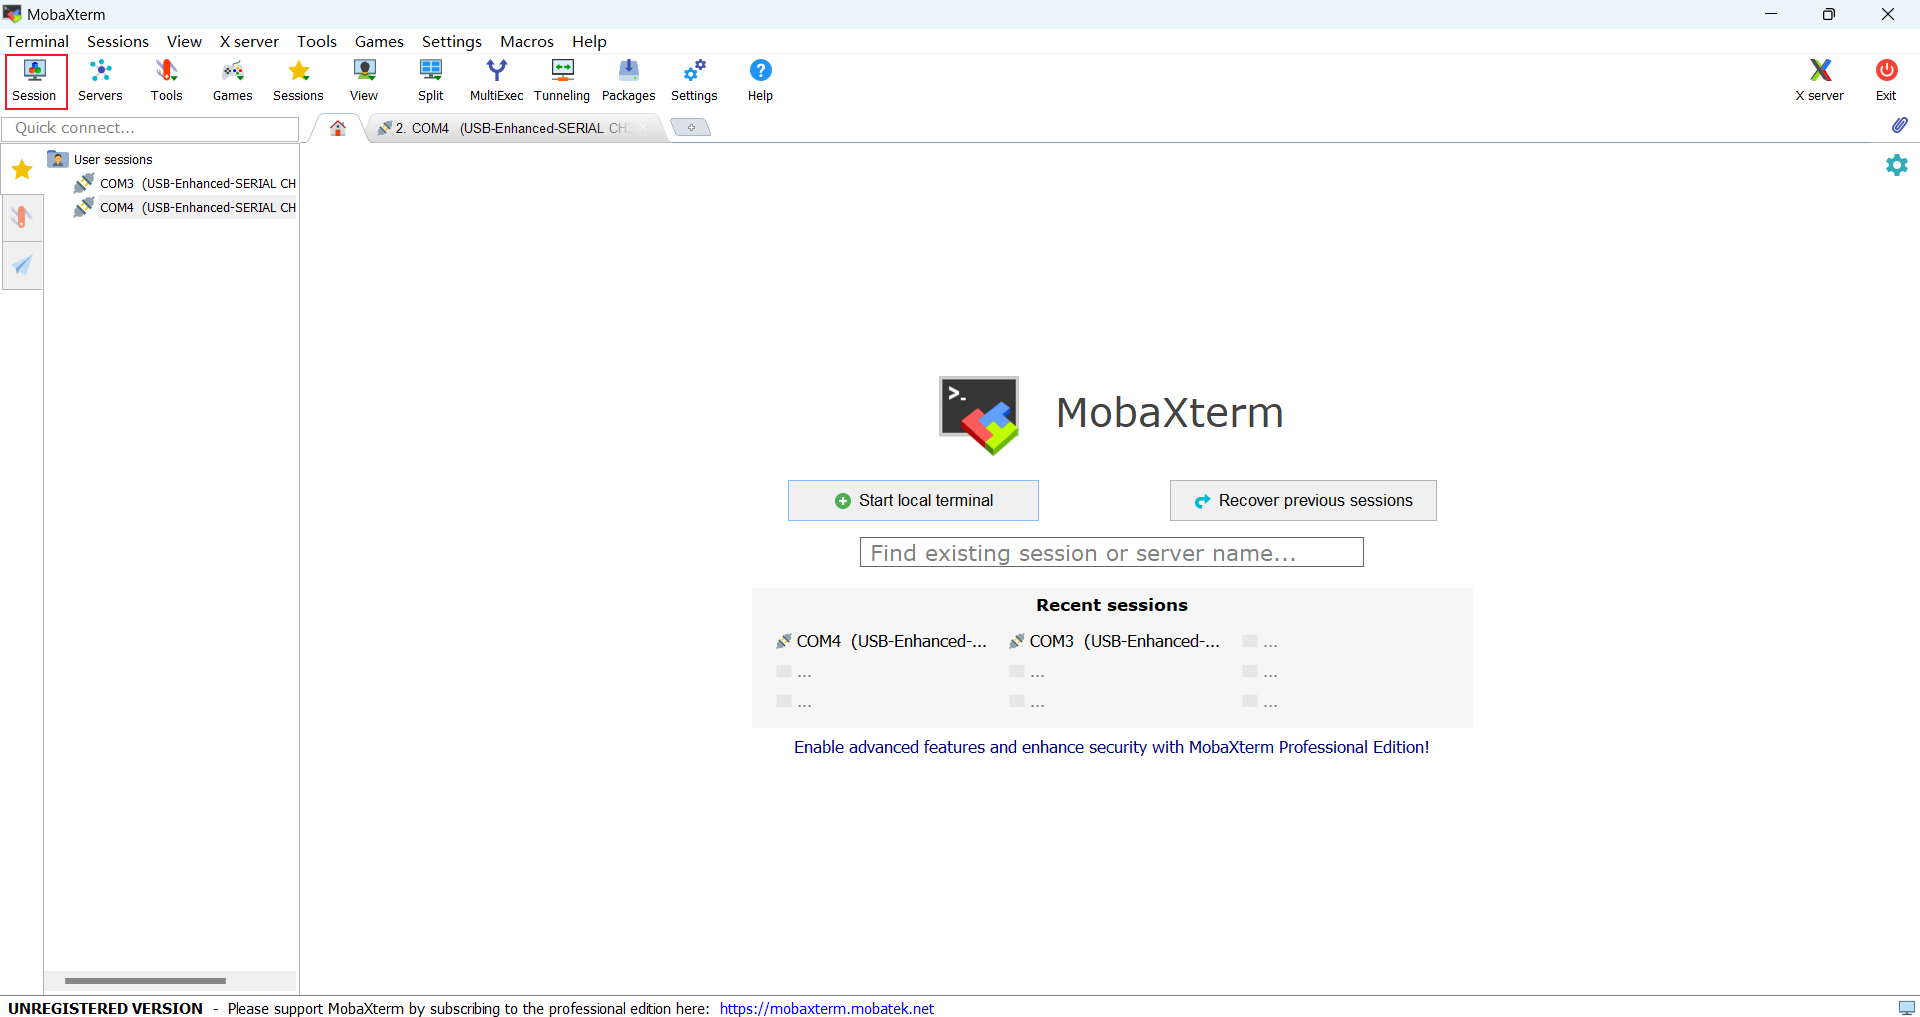 MobaXterm
Terminal Sessions View X server Tools Games Settings Macros Help
Session Servers Tools Games Sessions View Split MultiExec Tunneling Packages Settings Help X server Exit
Quick connect...
2. COM4 (USB-Enhanced-SERIAL CH
User sessions
COM3 (USB-Enhanced-SERIAL CH
COM4 (USB-Enhanced-SERIAL CH
>_
MobaXterm
Start local terminal
Recover previous sessions
Find existing session or server name...
Recent sessions
COM4 (USB-Enhanced-... COM3 (USB-Enhanced-... ...
... ... ...
... ... ...
Enable advanced features and enhance security with MobaXterm Professional Edition!
UNREGISTERED VERSION - Please support MobaXterm by subscribing to the professional edition here: https://mobaxterm.mobatek.net